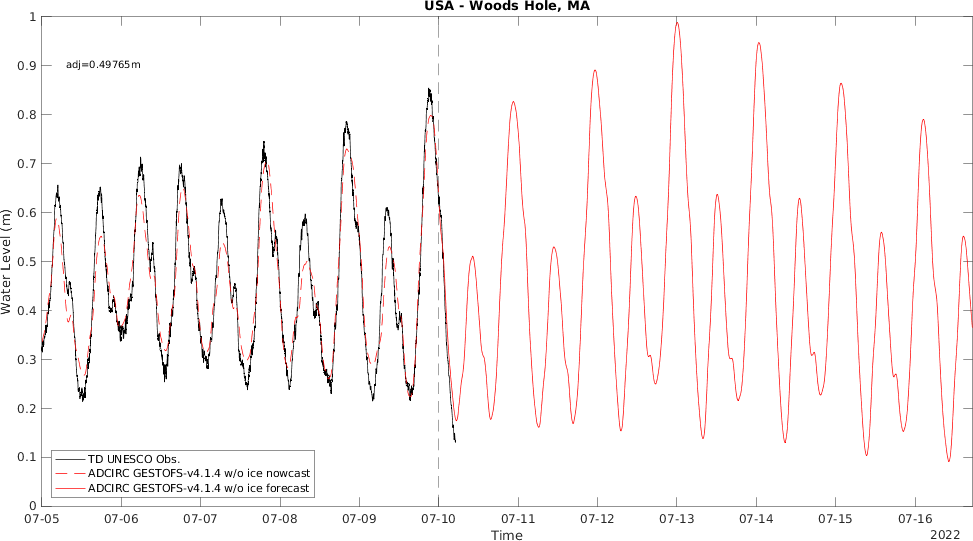 USA - Woods Hole, MA
1
0.9
adj=0.49765m
0.8
0.7
0.6
0.5
0.4
0.3
0.2
0.1
0
Water Level (m)
TD UNESCO Obs.
ADCIRC GESTOFS-v4.1.4 w/o ice nowcast
ADCIRC GESTOFS-v4.1.4 w/o ice forecast
07-05 07-06 07-07 07-08 07-09 07-10 07-11 07-12 07-13 07-14 07-15 07-16
Time
2022